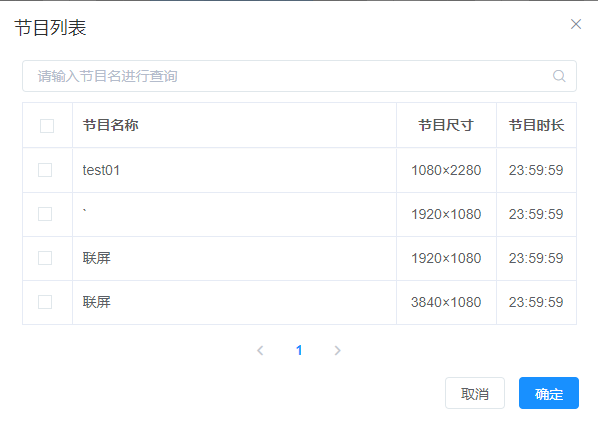 节目列表
请输入节目名进行查询
节目名称 节目尺寸 节目时长
test01 1080×2280 23:59:59
` 1920×1080 23:59:59
联屏 1920×1080 23:59:59
联屏 3840×1080 23:59:59
1
取消 确定